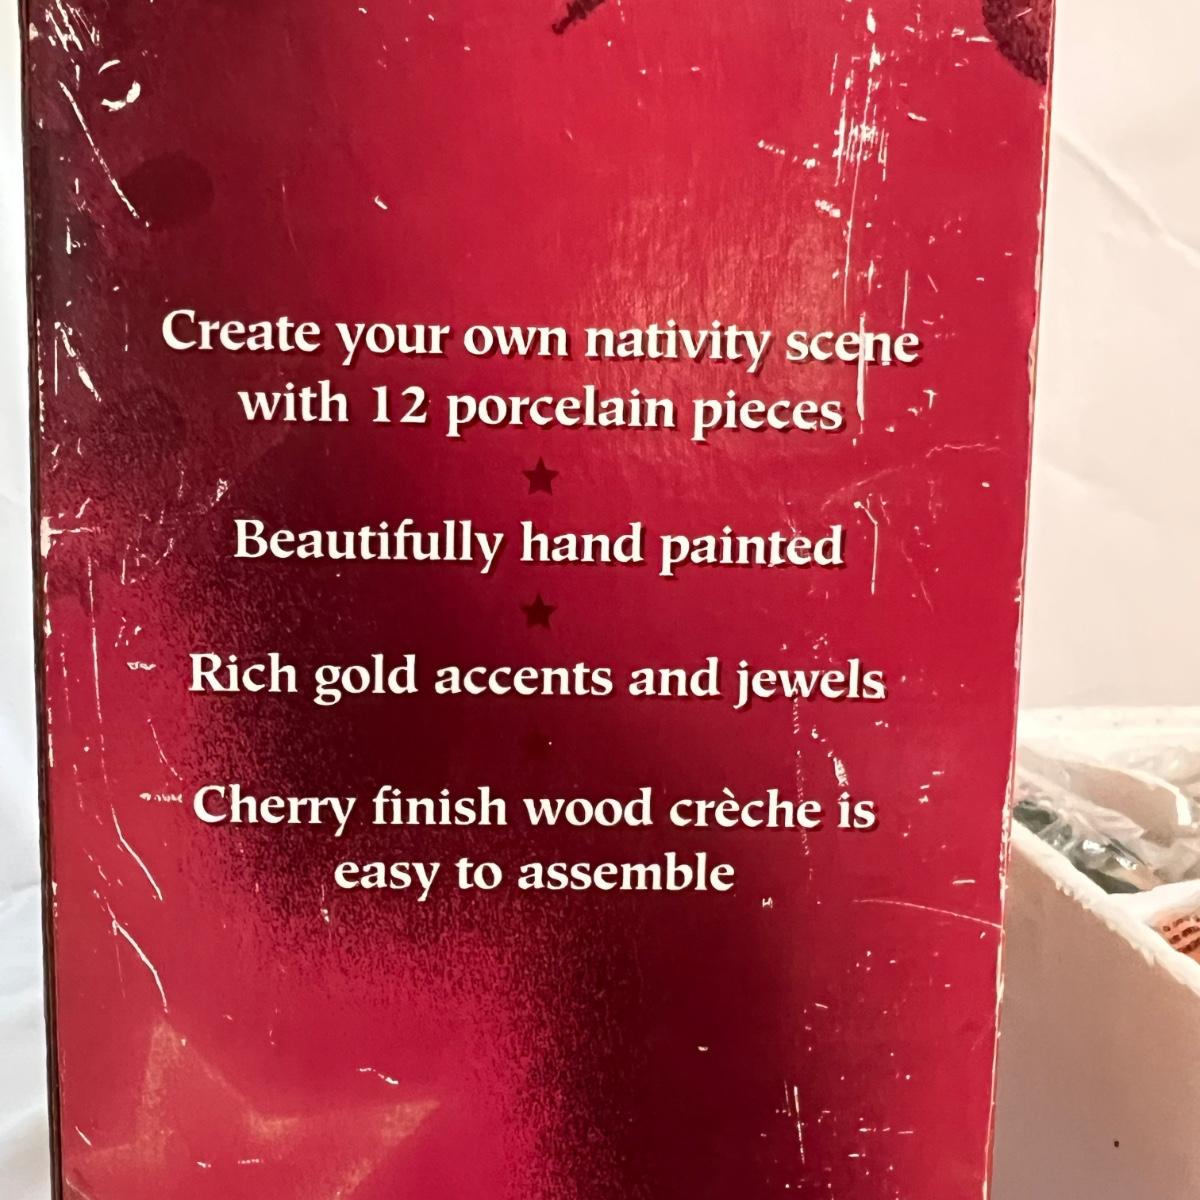 Create your own nativity scene
with 12 porcelain pieces
Beautifully hand painted
Rich gold accents and jewels
Cherry finish wood crèche is
easy to assemble